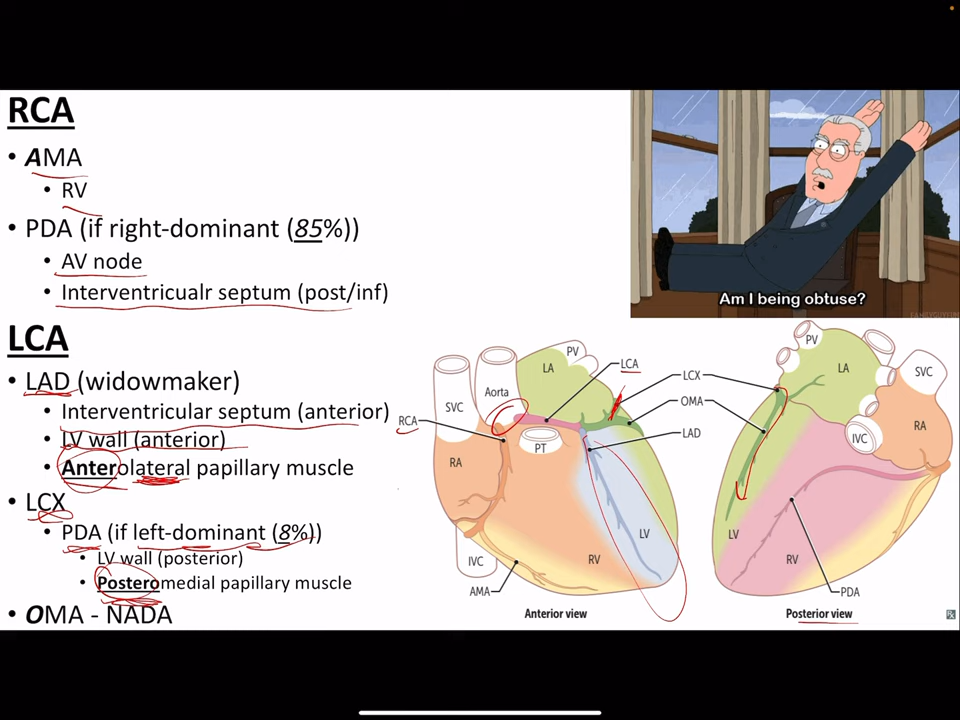 RCA
• AMA
• RV
• PDA (if right-dominant (85%))
• AV node
• Interventricualr septum (post/inf)
LCA
• LAD (widowmaker)
• Interventricular septum (anterior)
• LV wall (anterior)
• Anterolateral papillary muscle
• LCX
• PDA (if left-dominant (8%))
• LV wall (posterior)
• Posteromedial papillary muscle
• OMA - NADA
Am I being obtuse?
PV
LA
LCA
Aorta
SVC
RCA
PT
RA
LCX
OMA
LAD
LV
RV
IVC
AMA
Anterior view
PV
LA
SVC
RA
IVC
LV
RV
PDA
Posterior view